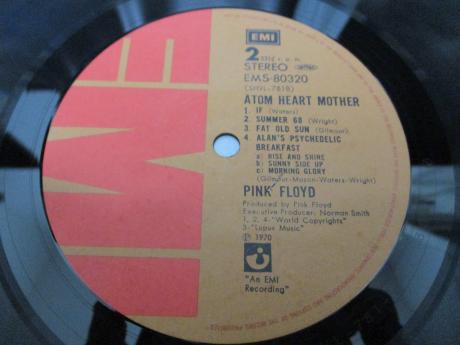 EMI
EMI
2 33⅓ r.p.m.
STEREO
EMS-80320
(SHVL-7819)
ATOM HEART MOTHER
1. IF (Waters)
2. SUMMER 68 (Wright)
3. FAT OLD SUN (Gilmour)
4. ALAN'S PSYCHEDELIC
BREAKFAST
a: RISE AND SHINE
b: SUNNY SIDE UP
c: MORNING GLORY
(Gilmour-Mason-Waters-Wright)
PINK FLOYD
Produced by Pink Floyd
Executive Producer: Norman Smith
1, 2, 4-"World Copyrights"
3-"Lupus Music"
℗ 1970
"An EMI
Recording"